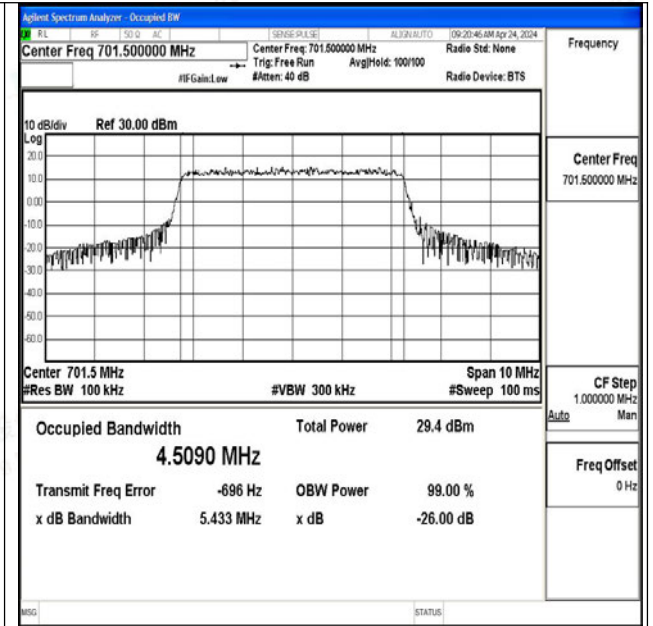 Agilent Spectrum Analyzer - Occupied BW
RL RF 50 Ω AC SENSE:PULSE ALIGN AUTO 09:20:46 AM Apr 24, 2024
Center Freq 701.500000 MHz
Center Freq: 701.500000 MHz
Radio Std: None
Trig: Free Run Avg|Hold: 100/100
#IFGain:Low #Atten: 40 dB Radio Device: BTS
Frequency
10 dB/div Ref 30.00 dBm
Log
20.0
10.0
0.00
-10.0
-20.0
-30.0
-40.0
-50.0
-60.0
Center 701.5 MHz Span 10 MHz
#Res BW 100 kHz #VBW 300 kHz #Sweep 100 ms
Occupied Bandwidth Total Power 29.4 dBm
4.5090 MHz
Transmit Freq Error -696 Hz OBW Power 99.00 %
x dB Bandwidth 5.433 MHz x dB -26.00 dB
Center Freq
701.500000 MHz
CF Step
1.000000 MHz
Auto Man
Freq Offset
0 Hz
MSG STATUS